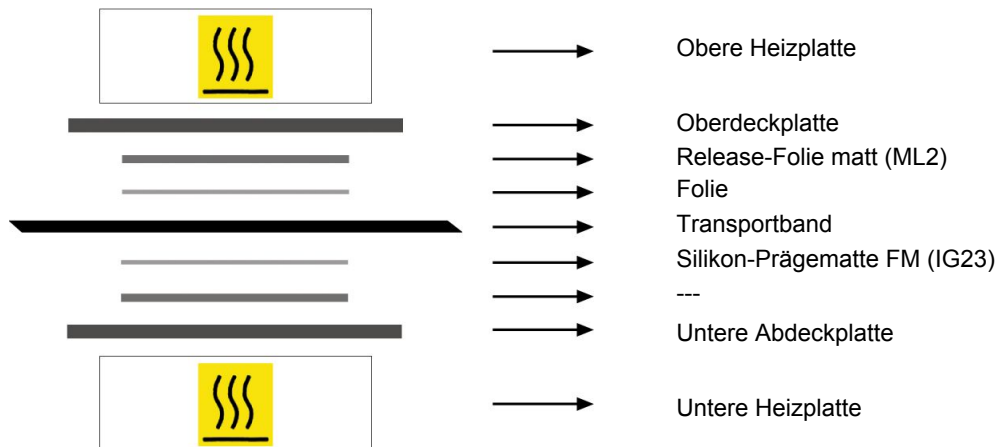 Obere Heizplatte
Oberdeckplatte
Release-Folie matt (ML2)
Folie
Transportband
Silikon-Prägematte FM (IG23)
---
Untere Abdeckplatte
Untere Heizplatte